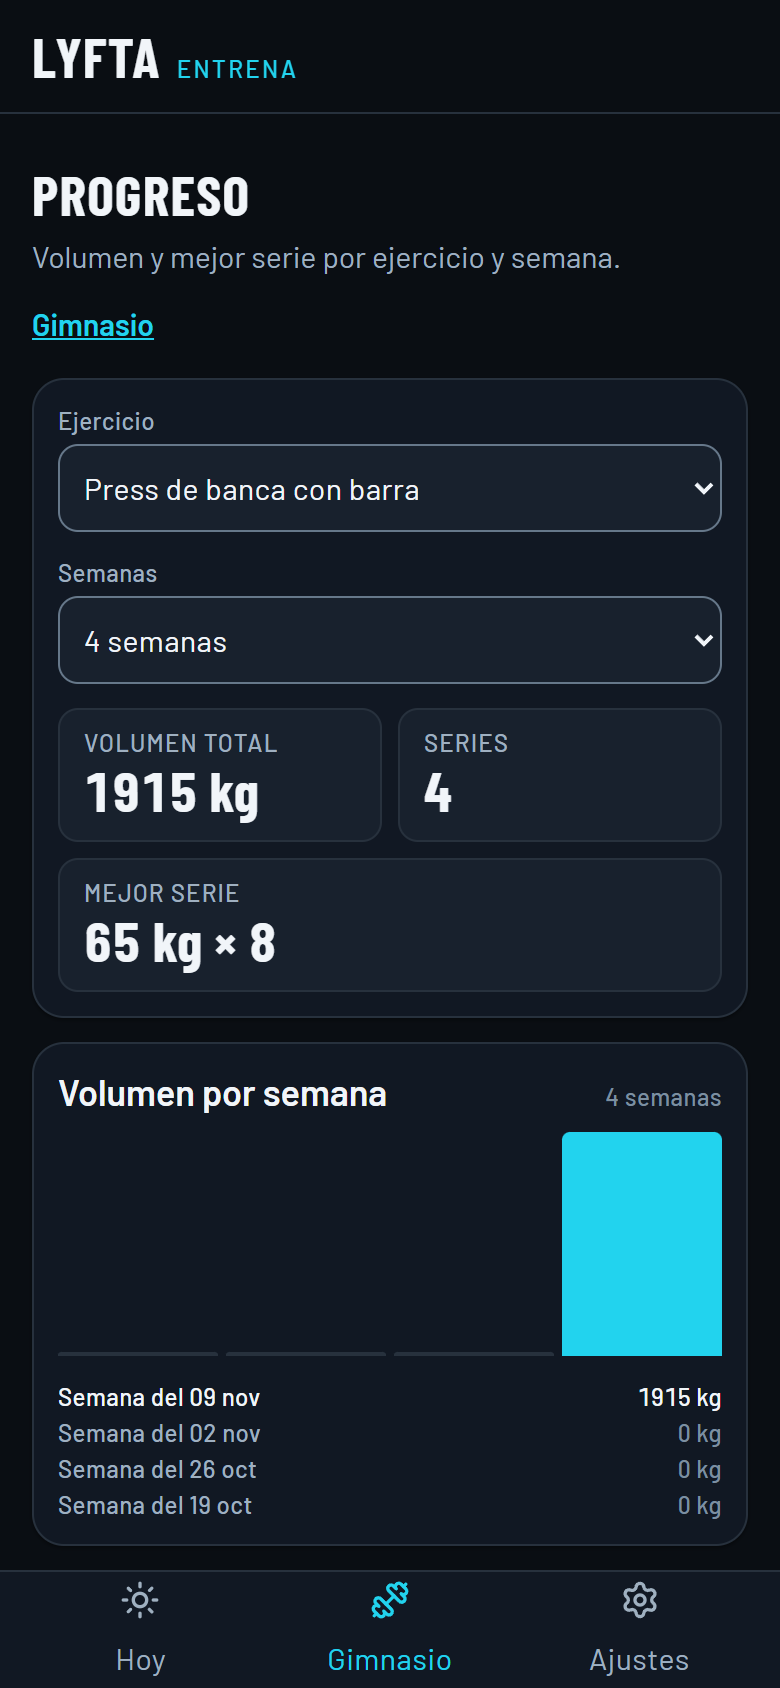 LYFTA ENTRENA
PROGRESO
Volumen y mejor serie por ejercicio y semana.
Gimnasio
Ejercicio
Press de banca con barra
Semanas
4 semanas
VOLUMEN TOTAL
1915 kg
SERIES
4
MEJOR SERIE
65 kg × 8
Volumen por semana
4 semanas
Semana del 09 nov 1915 kg
Semana del 02 nov 0 kg
Semana del 26 oct 0 kg
Semana del 19 oct 0 kg
Hoy
Gimnasio
Ajustes